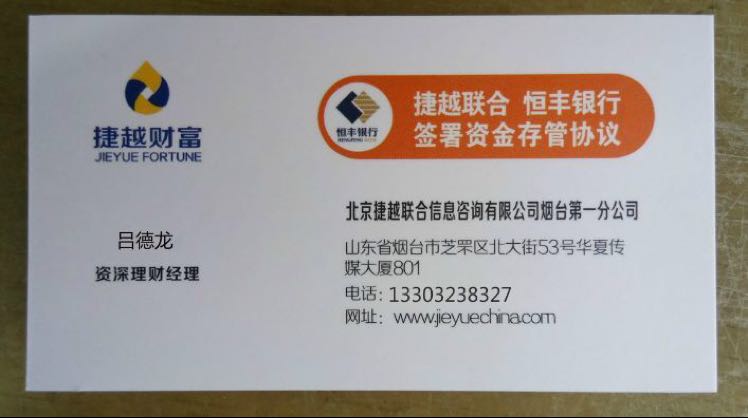 捷越财富
JIEYUE FORTUNE
恒丰银行
捷越联合 恒丰银行
签署资金存管协议
吕德龙
资深理财经理
北京捷越联合信息咨询有限公司烟台第一分公司
山东省烟台市芝罘区北大街53号华夏传
媒大厦801
电话：13303238327
网址：www.jieyuechina.com